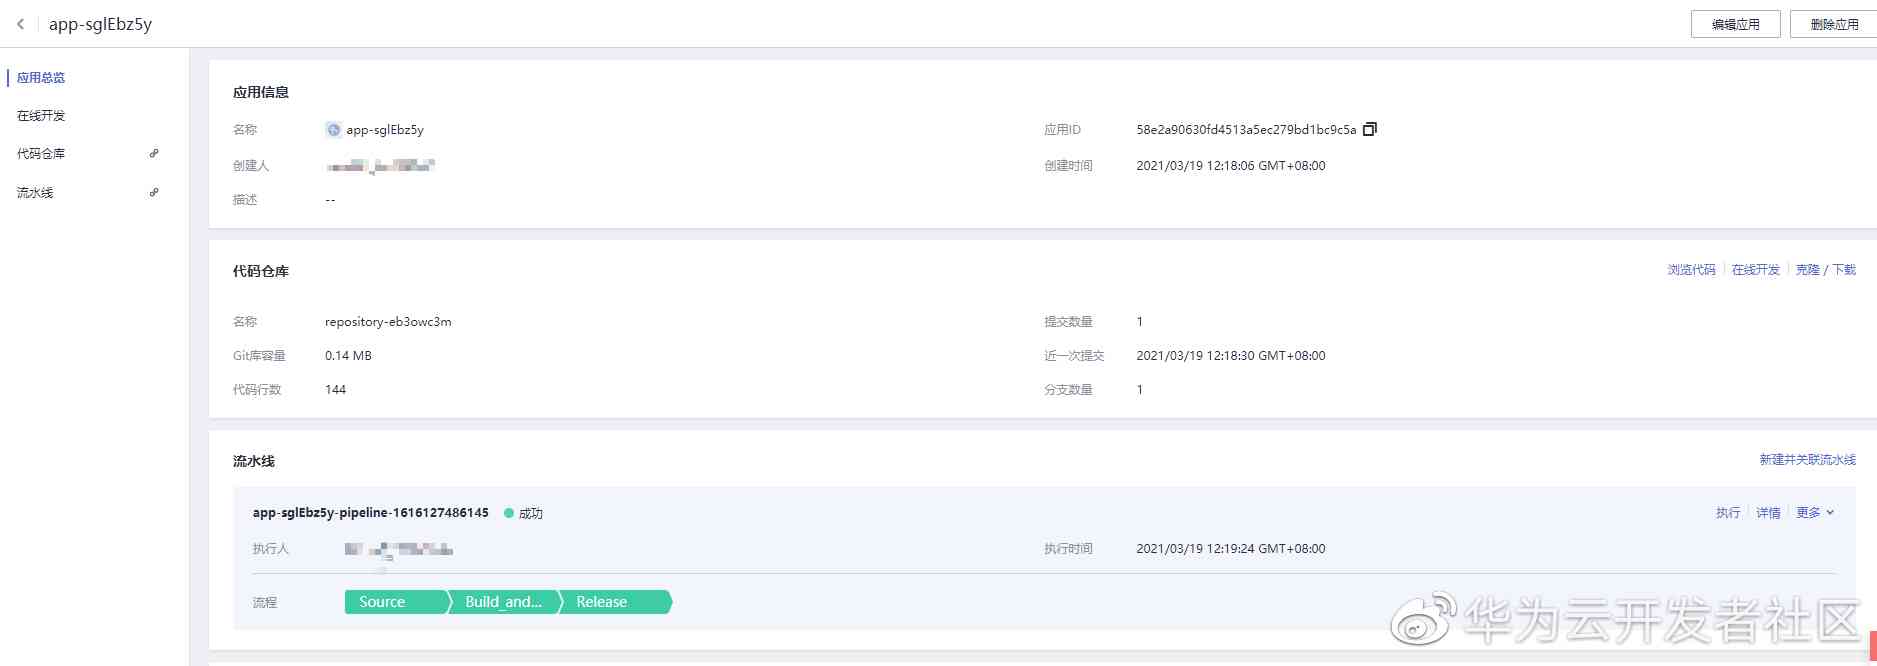 app-sglEbz5y
编辑应用 删除应用
应用总览
在线开发
代码仓库
流水线
应用信息
名称 app-sglEbz5y 应用ID 58e2a90630fd4513a5ec279bd1bc9c5a
创建人 创建时间 2021/03/19 12:18:06 GMT+08:00
描述 --
代码仓库 浏览代码 在线开发 克隆 / 下载
名称 repository-eb3owc3m 提交数量 1
Git库容量 0.14 MB 近一次提交 2021/03/19 12:18:30 GMT+08:00
代码行数 144 分支数量 1
流水线 新建并关联流水线
app-sglEbz5y-pipeline-1616127486145 成功 执行 详情 更多
执行人 执行时间 2021/03/19 12:19:24 GMT+08:00
流程 Source Build_and... Release
华为云开发者社区